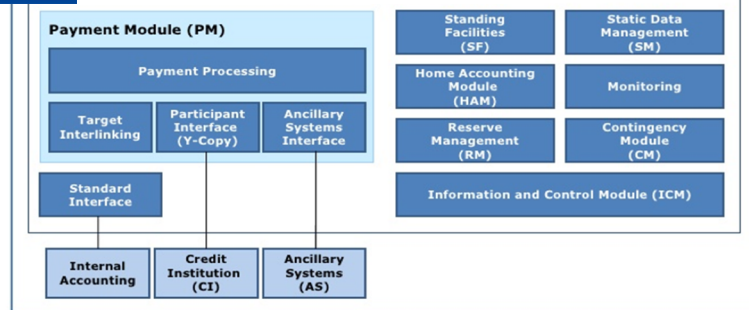 Payment Module (PM)
Payment Processing
Target
Interlinking
Participant
Interface
(Y-Copy)
Ancillary
Systems
Interface
Standard
Interface
Internal
Accounting
Credit
Institution
(CI)
Ancillary
Systems
(AS)
Standing
Facilities
(SF)
Static Data
Management
(SM)
Home Accounting
Module
(HAM)
Monitoring
Reserve
Management
(RM)
Contingency
Module
(CM)
Information and Control Module (ICM)